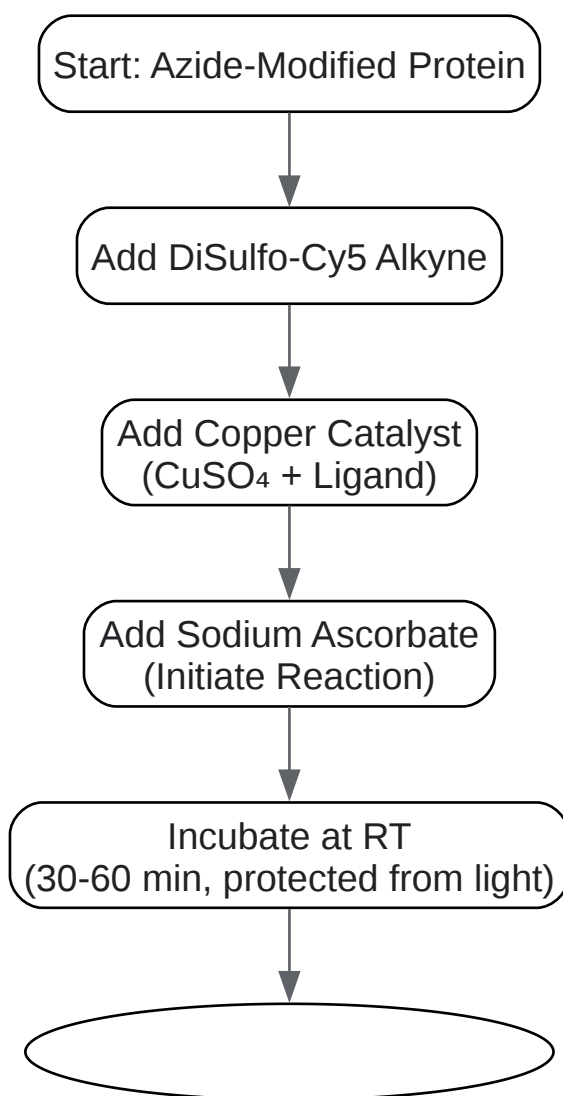 Start: Azide-Modified Protein
Add DiSulfo-Cy5 Alkyne
Add Copper Catalyst
(CuSO₄ + Ligand)
Add Sodium Ascorbate
(Initiate Reaction)
Incubate at RT
(30-60 min, protected from light)